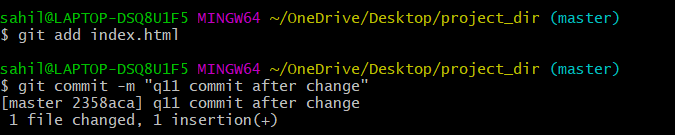 sahil@LAPTOP-DSQ8U1F5 MINGW64 ~/OneDrive/Desktop/project_dir (master)
$ git add index.html
sahil@LAPTOP-DSQ8U1F5 MINGW64 ~/OneDrive/Desktop/project_dir (master)
$ git commit -m "q11 commit after change"
[master 2358aca] q11 commit after change
1 file changed, 1 insertion(+)